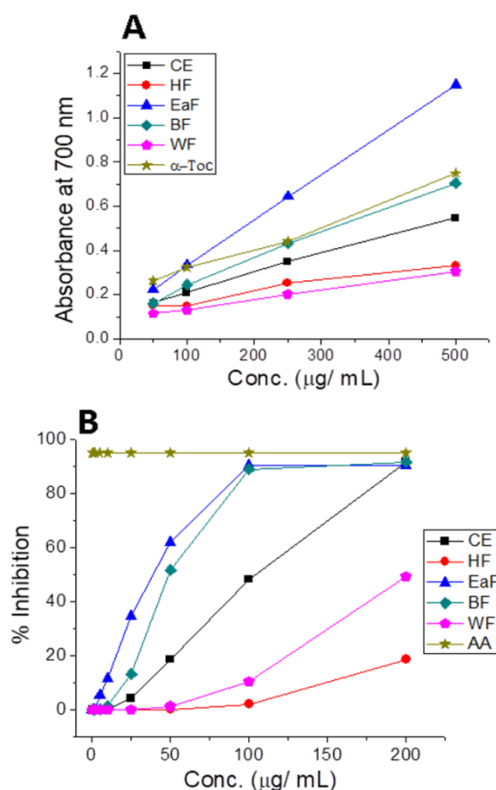 A
CE
HF
EaF
BF
WF
α–Toc
Absorbance at 700 nm
1.2
1.0
0.8
0.6
0.4
0.2
0.0
0 100 200 300 400 500
Conc. (μg/ mL)
B
% Inhibition
100
80
60
40
20
0
0 50 100 150 200
Conc. (μg/ mL)
CE
HF
EaF
BF
WF
AA